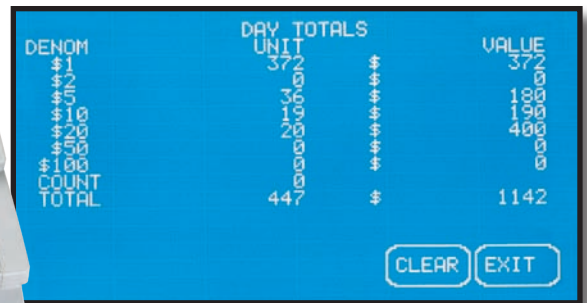 DAY TOTALS
DENOM UNIT VALUE
$1 372 $ 372
$2 0 $ 0
$5 36 $ 180
$10 19 $ 190
$20 20 $ 400
$50 0 $ 0
$100 0 $ 0
COUNT 0
TOTAL 447 $ 1142
CLEAR EXIT